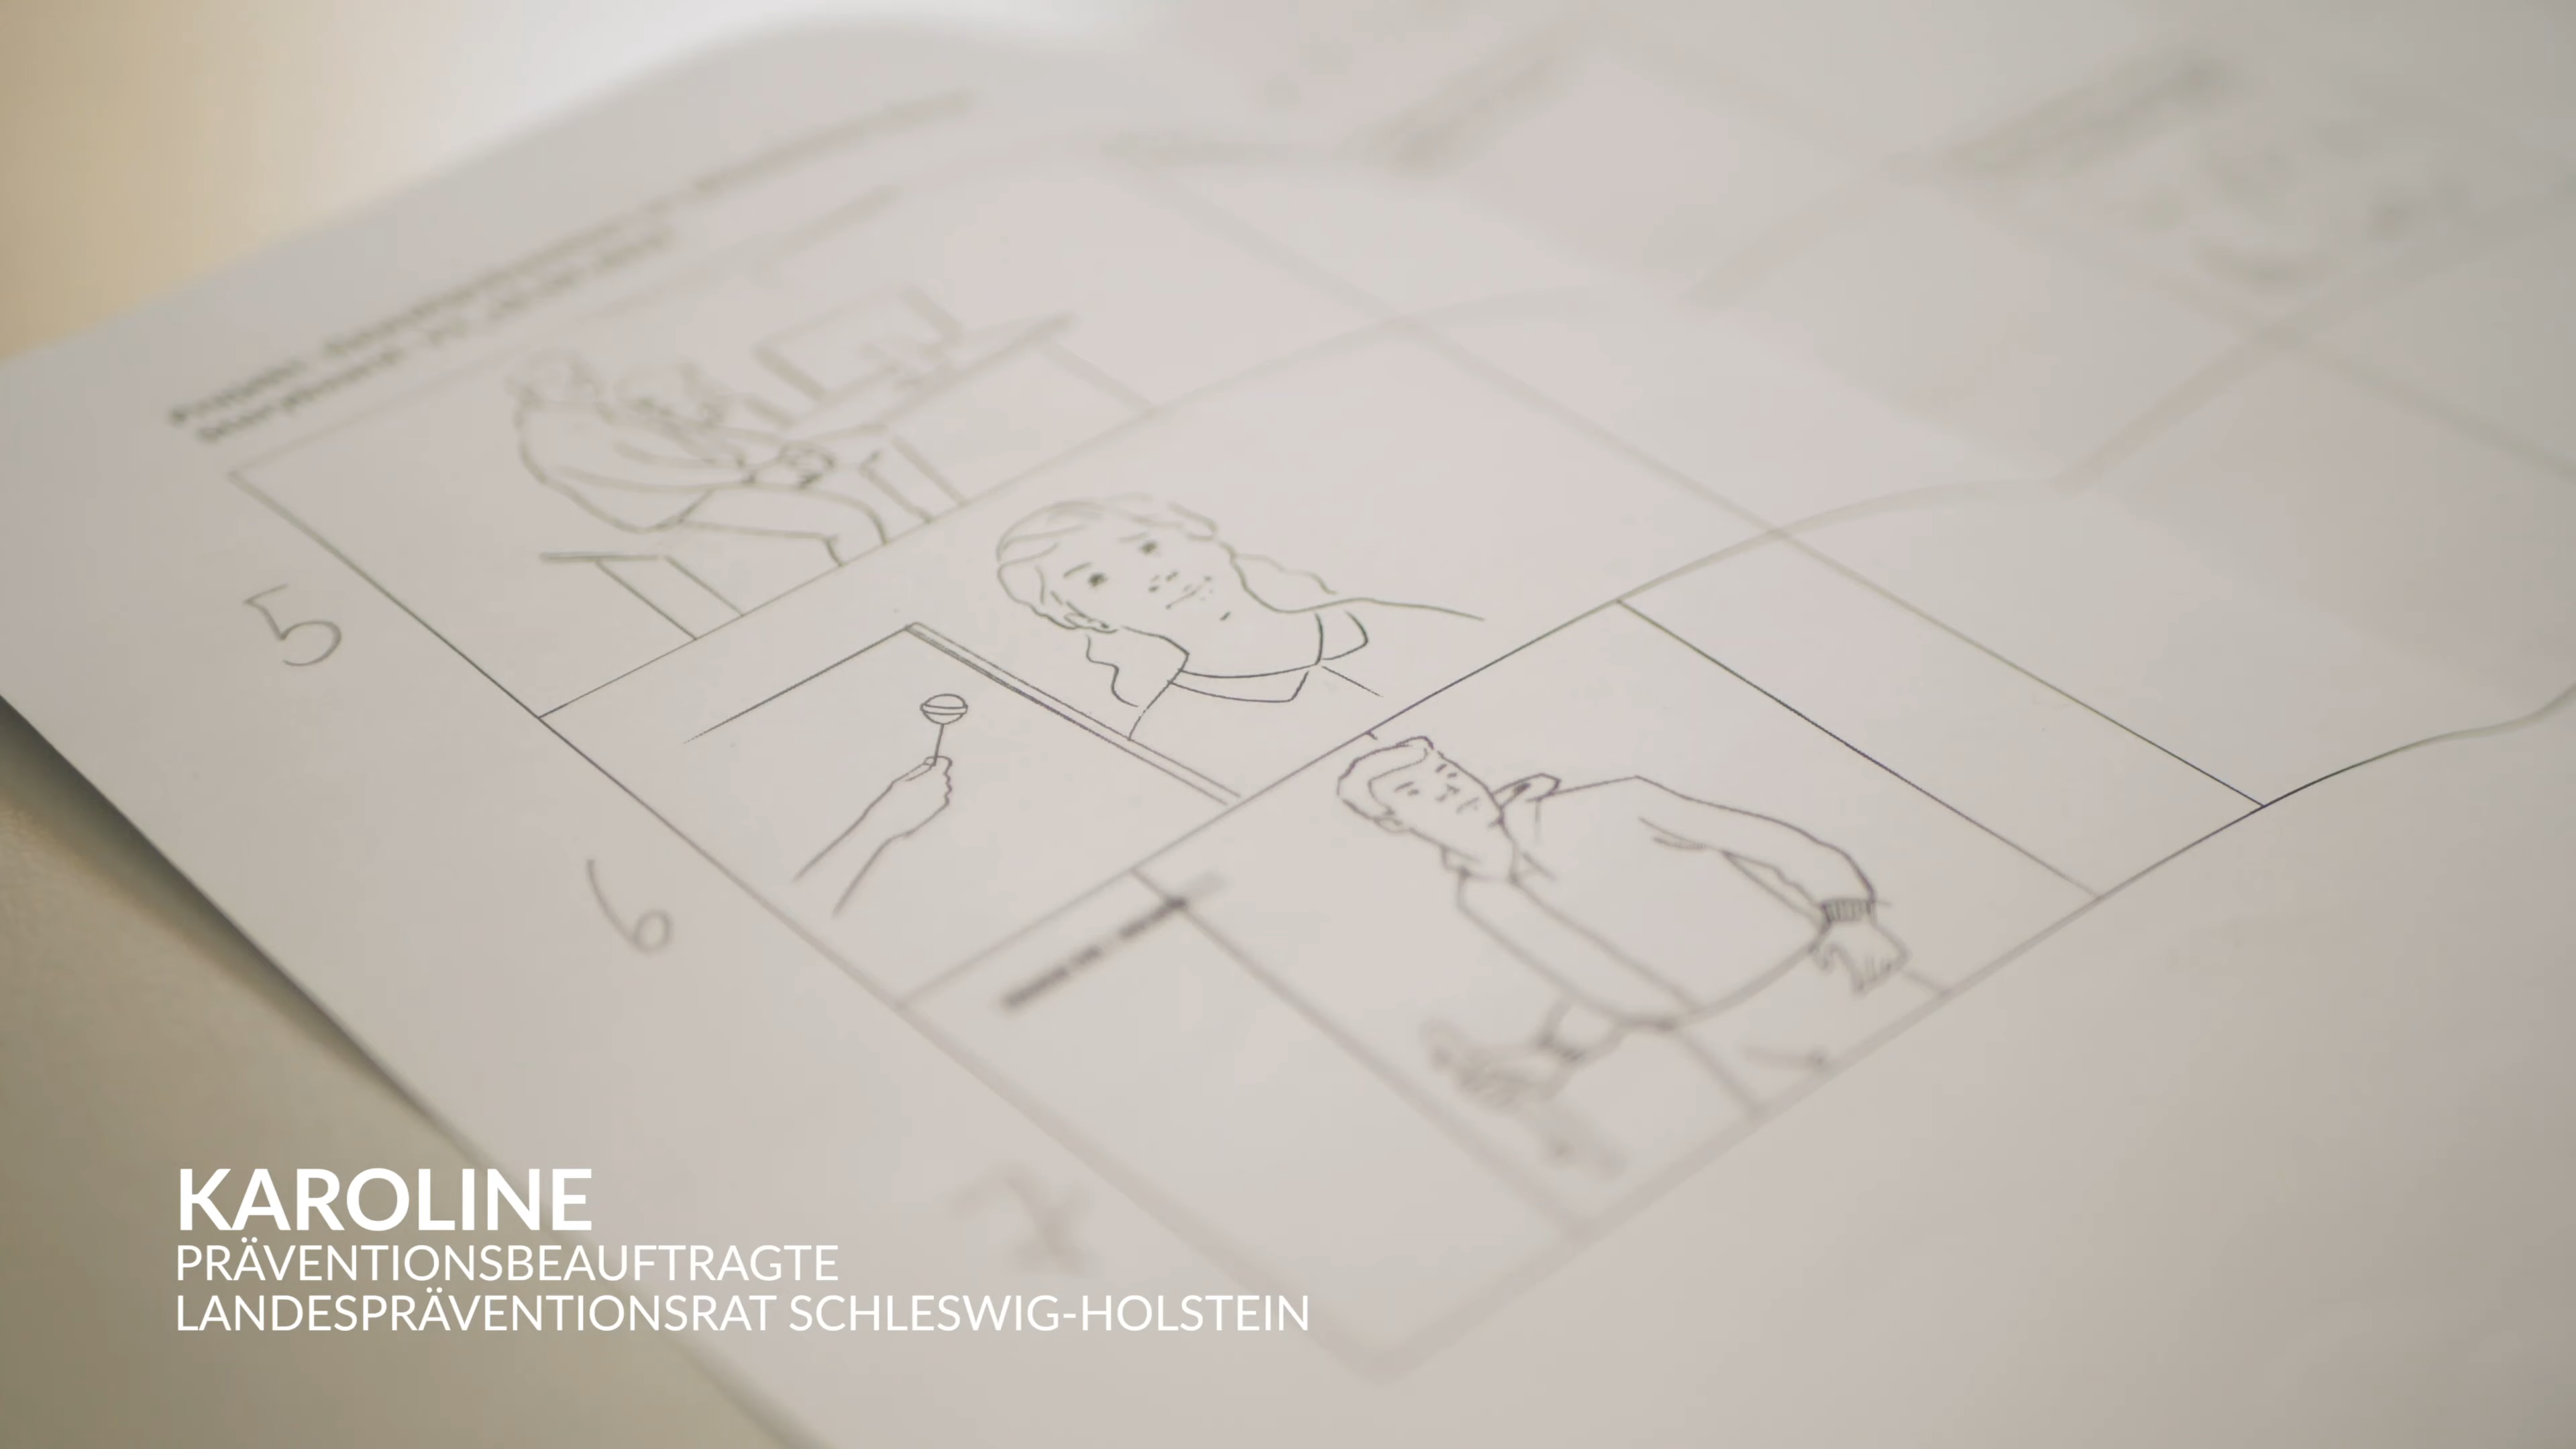 5
6
KAROLINE
PRÄVENTIONSBEAUFTRAGTE
LANDESPRÄVENTIONSRAT SCHLESWIG-HOLSTEIN